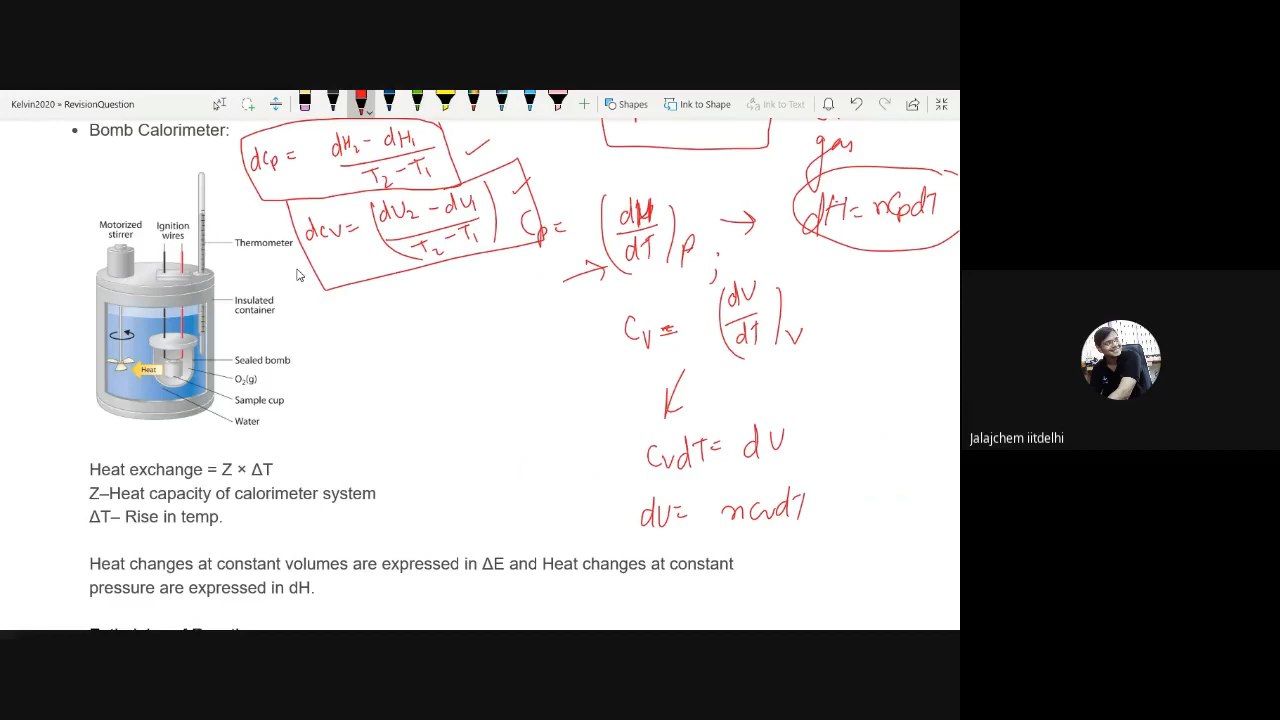 Kelvin2020 » RevisionQuestion
Shapes
Ink to Shape
Ink to Text
• Bomb Calorimeter:
dCp = dH2 - dH1 / T2 - T1
dCv = (dU2 - dU1 / T2 - T1)
Cp = (dH / dT)p ;
gas
dH = nCpdT
Cv = (dU / dT)v
CvdT = dU
dU = nCvdT
Motorized stirrer
Ignition wires
Thermometer
Insulated container
Sealed bomb
Heat
O2(g)
Sample cup
Water
Heat exchange = Z × ΔT
Z–Heat capacity of calorimeter system
ΔT– Rise in temp.
Heat changes at constant volumes are expressed in ΔE and Heat changes at constant
pressure are expressed in dH.
Jalajchem iitdelhi